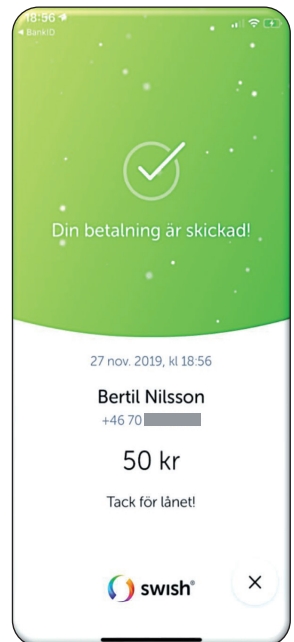 18:56
◀ BankID
Din betalning är skickad!
27 nov. 2019, kl 18:56
Bertil Nilsson
+46 70
50 kr
Tack för lånet!
swish®